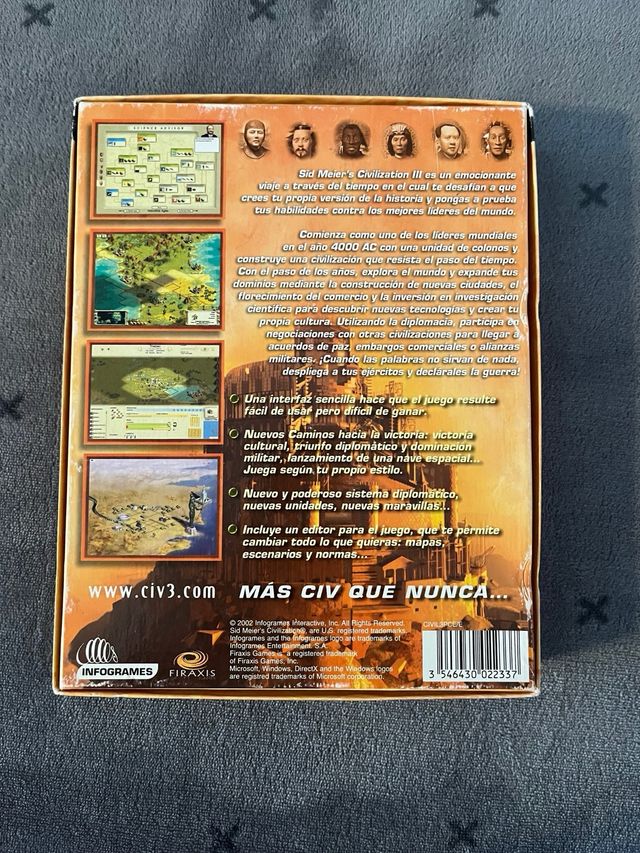 SCIENCE ADVISOR
Sid Meier's Civilization III es un emocionante
viaje a través del tiempo en el cual te desafían a que
crees tu propia versión de la historia y pongas a prueba
tus habilidades contra los mejores líderes del mundo.
Comienza como uno de los líderes mundiales
en el año 4000 AC con una unidad de colonos y
construye una civilización que resista el paso del tiempo.
Con el paso de los años, explora el mundo y expande tus
dominios mediante la construcción de nuevas ciudades, el
florecimiento del comercio y la inversión en investigación
científica para descubrir nuevas tecnologías y crear tu
propia cultura. Utilizando la diplomacia, participa en
negociaciones con otras civilizaciones para llegar a
acuerdos de paz, embargos comerciales o alianzas
militares. ¡Cuando las palabras no sirvan de nada,
despliega a tus ejércitos y declárales la guerra!
Una interfaz sencilla hace que el juego resulte
fácil de usar pero difícil de ganar.
Nuevos Caminos hacia la victoria: victoria
cultural, triunfo diplomático y dominación
militar, lanzamiento de una nave espacial...
Juega según tu propio estilo.
Nuevo y poderoso sistema diplomático,
nuevas unidades, nuevas maravillas...
Incluye un editor para el juego, que te permite
cambiar todo lo que quieras: mapas,
escenarios y normas...
www.civ3.com
MÁS CIV QUE NUNCA...
© 2002 Infogrames Interactive, Inc. All Rights Reserved.
Sid Meier's Civilization®, are U.S. registered trademarks.
Infogrames and the Infogrames logo are trademarks of
Infogrames Entertainment. S.A.
Firaxis Games is a registered trademark
of Firaxis Games, Inc.
Microsoft, Windows, DirectX and the Windows logos
are registred trademarks of Microsoft corporation.
INFOGRAMES
FIRAXIS
CIVIL3PCE/E
3 546430 022337